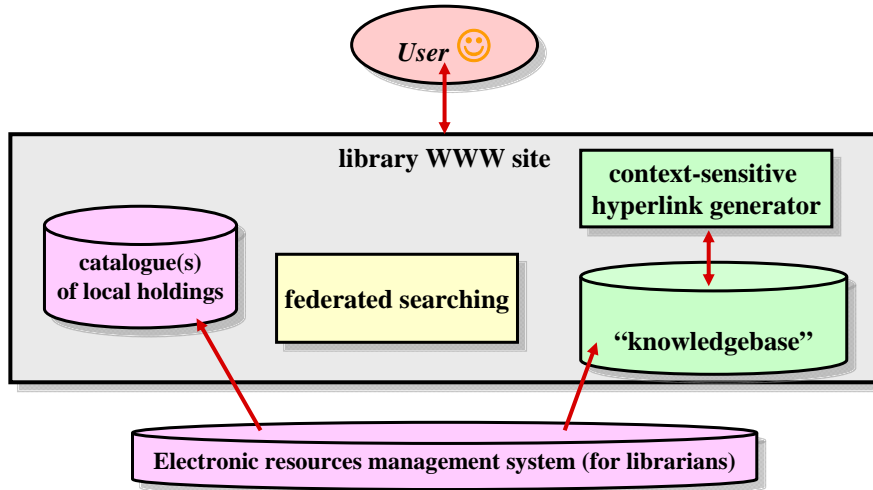 User
library WWW site
context-sensitive
hyperlink generator
catalogue(s)
of local holdings
federated searching
“knowledgebase”
Electronic resources management system (for librarians)